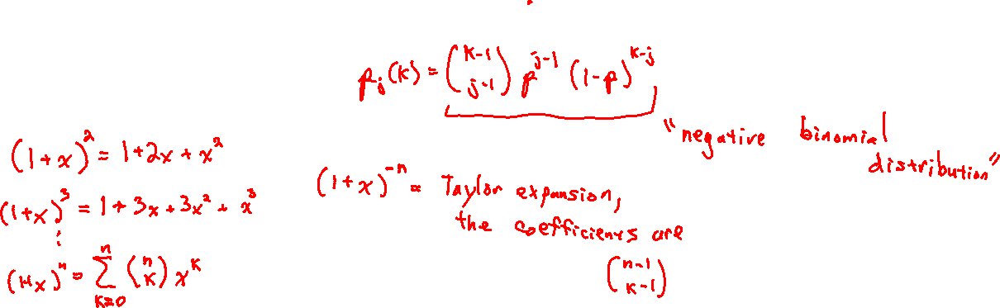 p_j(k) = \binom{k-1}{j-1} p^{j-1} (1-p)^{k-j}
"negative binomial
distribution"
(1+x)^2 = 1+2x+x^2
(1+x)^3 = 1+3x+3x^2+x^3
⋮
(1+x)^n = \sum_{k=0}^{n} \binom{n}{k} x^k
(1+x)^{-n} = Taylor expansion,
the coefficients are
\binom{n-1}{k-1}